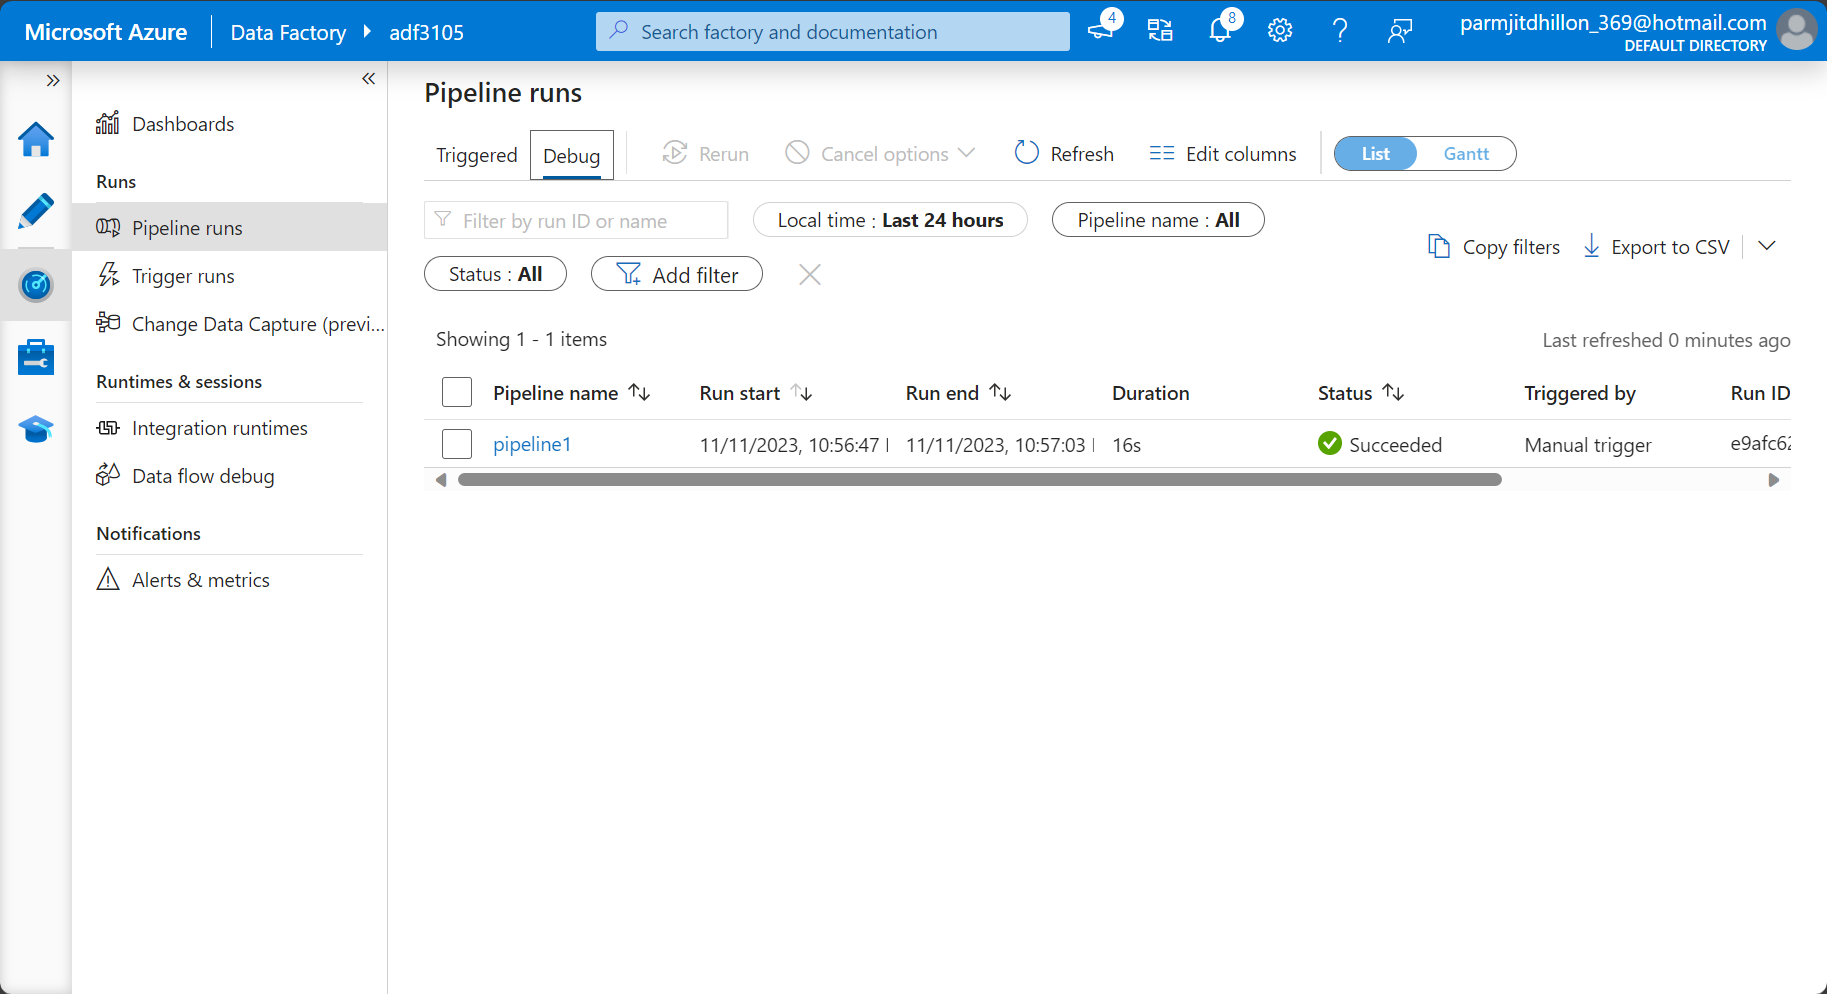 Microsoft Azure
Data Factory
adf3105
Search factory and documentation
4
8
parmjitdhillon_369@hotmail.com
DEFAULT DIRECTORY
Dashboards
Runs
Pipeline runs
Trigger runs
Change Data Capture (previ...
Runtimes & sessions
Integration runtimes
Data flow debug
Notifications
Alerts & metrics
Pipeline runs
Triggered Debug Rerun Cancel options Refresh Edit columns List Gantt
Filter by run ID or name Local time : Last 24 hours Pipeline name : All
Status : All Add filter
Copy filters Export to CSV
Showing 1 - 1 items
Last refreshed 0 minutes ago
Pipeline name Run start Run end Duration Status Triggered by Run ID
pipeline1 11/11/2023, 10:56:47 11/11/2023, 10:57:03 16s Succeeded Manual trigger e9afc62